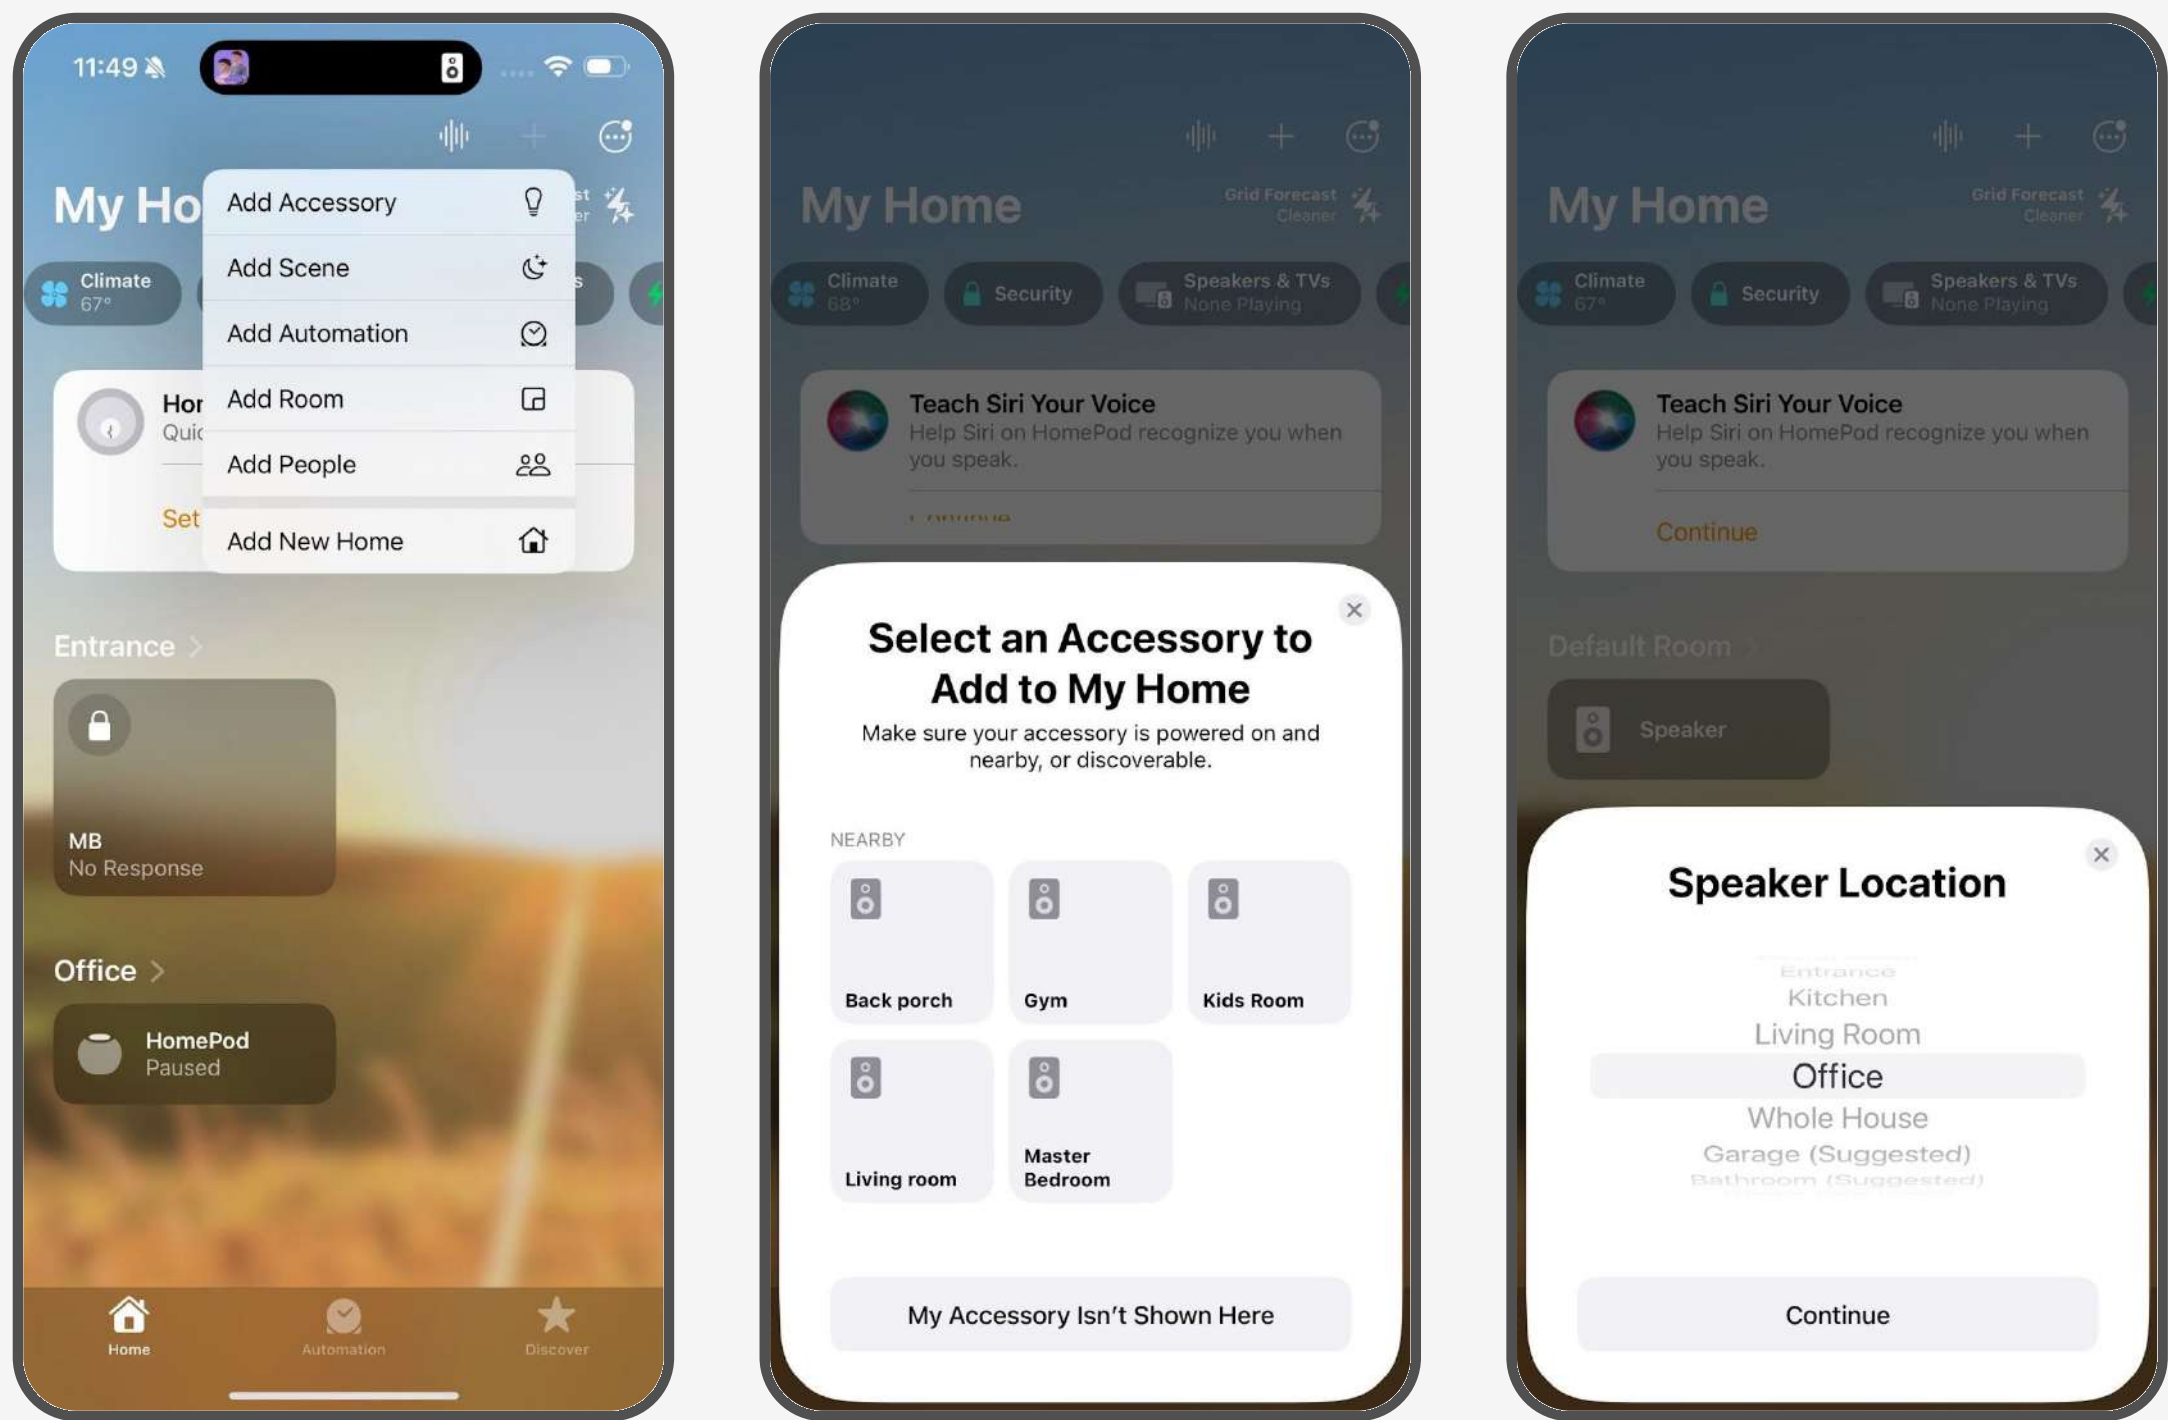 11:49
My Ho
st
er
Add Accessory
Add Scene
Add Automation
Add Room
Add People
Add New Home
Climate
67°
s
Hor
Quic
Set
Entrance
MB
No Response
Office
HomePod
Paused
Home
Automation
Discover
My Home
Grid Forecast
Cleaner
Climate
68°
Security
Speakers & TVs
None Playing
Teach Siri Your Voice
Help Siri on HomePod recognize you when
you speak.
Continue
Select an Accessory to
Add to My Home
Make sure your accessory is powered on and
nearby, or discoverable.
NEARBY
Back porch
Gym
Kids Room
Living room
Master
Bedroom
My Accessory Isn't Shown Here
My Home
Grid Forecast
Cleaner
Climate
67°
Security
Speakers & TVs
None Playing
Teach Siri Your Voice
Help Siri on HomePod recognize you when
you speak.
Continue
Default Room
Speaker
Speaker Location
Entrance
Kitchen
Living Room
Office
Whole House
Garage (Suggested)
Bathroom (Suggested)
Continue